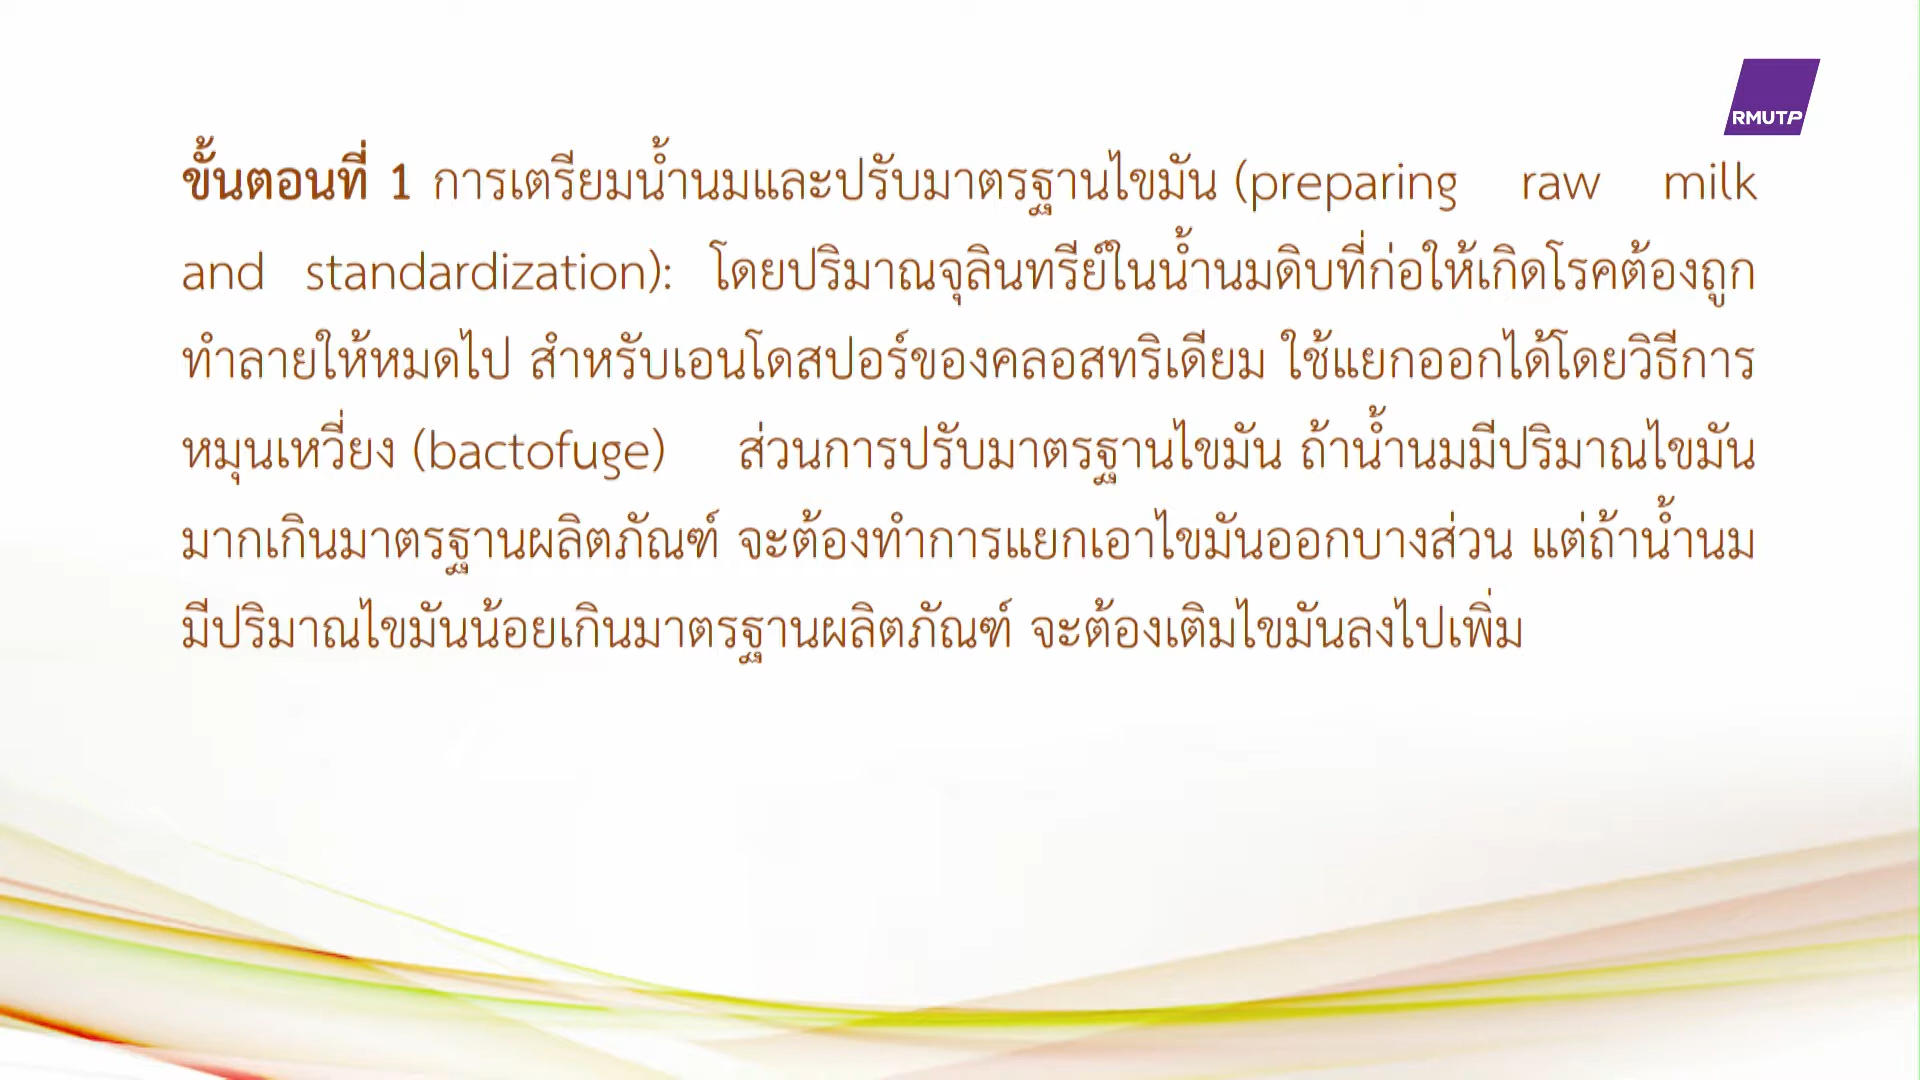 RMUTP
ขั้นตอนที่ 1 การเตรียมน้ำนมและปรับมาตรฐานไขมัน (preparing raw milk
and standardization): โดยปริมาณจุลินทรีย์ในน้ำนมดิบที่ก่อให้เกิดโรคต้องถูก
ทำลายให้หมดไป สำหรับเอนโดสปอร์ของคลอสทริเดียม ใช้แยกออกได้โดยวิธีการ
หมุนเหวี่ยง (bactofuge) ส่วนการปรับมาตรฐานไขมัน ถ้าน้ำนมมีปริมาณไขมัน
มากเกินมาตรฐานผลิตภัณฑ์ จะต้องทำการแยกเอาไขมันออกบางส่วน แต่ถ้าน้ำนม
มีปริมาณไขมันน้อยเกินมาตรฐานผลิตภัณฑ์ จะต้องเติมไขมันลงไปเพิ่ม